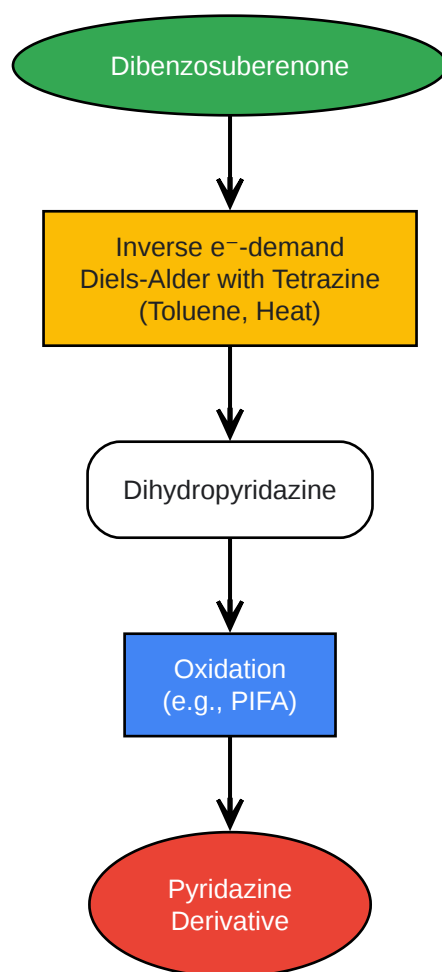 Dibenzosuberenone
Inverse e⁻-demand
Diels-Alder with Tetrazine
(Toluene, Heat)
Dihydropyridazine
Oxidation
(e.g., PIFA)
Pyridazine
Derivative